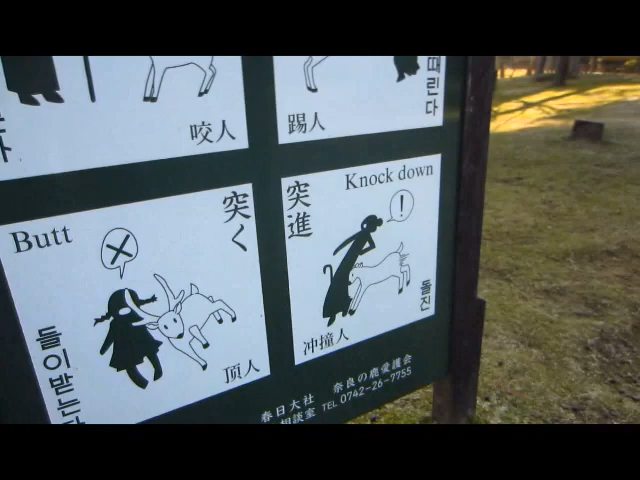 咬人
踢人
때린다
Butt
突く
들이받는다
顶人
Knock down
突進
!
돌진
冲撞人
春日大社 奈良の鹿愛護会
相談室 TEL 0742-26-7755